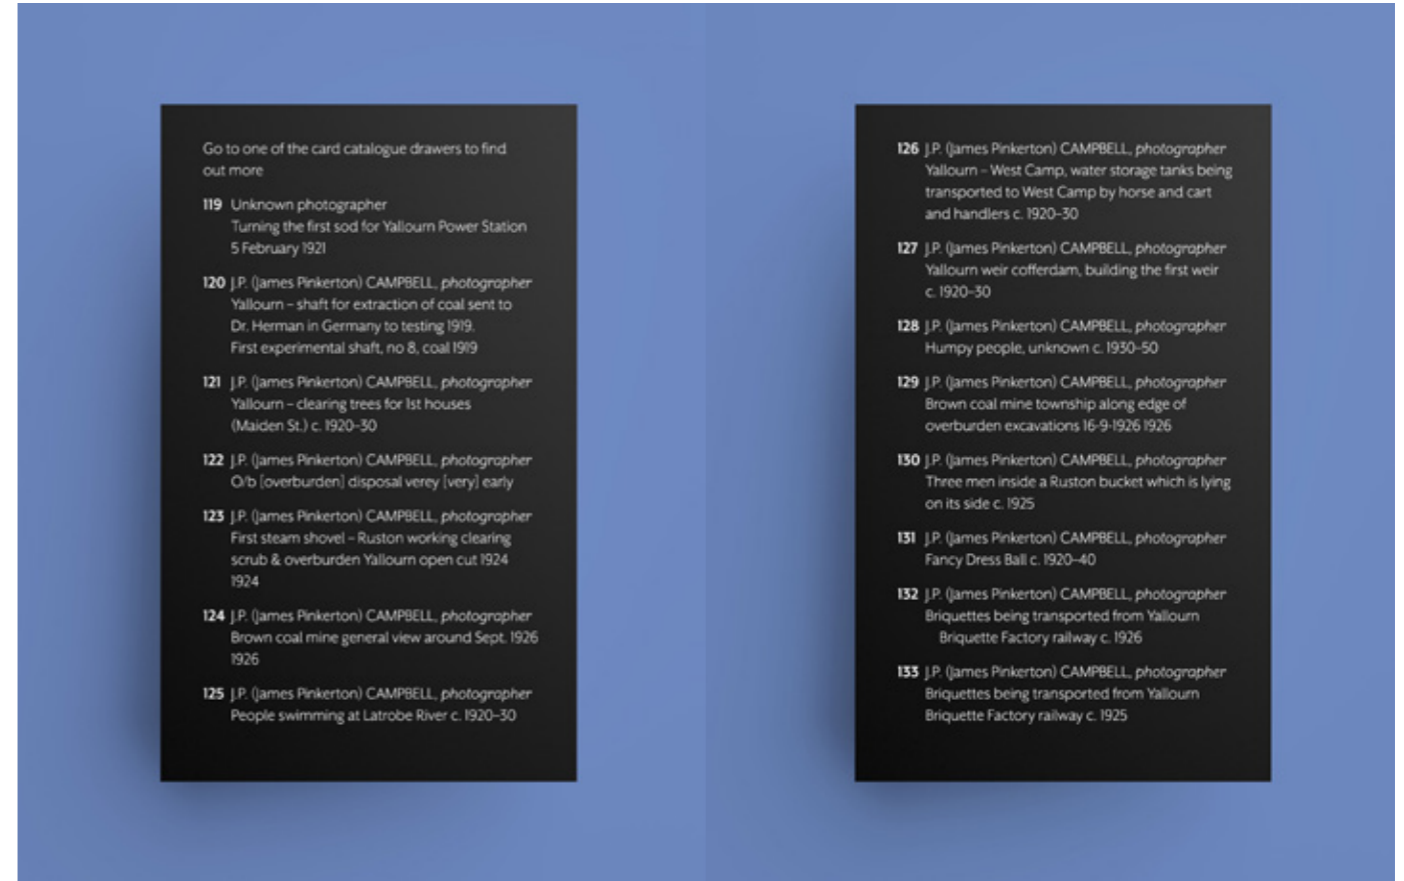 Go to one of the card catalogue drawers to find
out more
119 Unknown photographer
Turning the first sod for Yallourn Power Station
5 February 1921
120 J.P. (James Pinkerton) CAMPBELL, photographer
Yallourn – shaft for extraction of coal sent to
Dr. Herman in Germany to testing 1919.
First experimental shaft, no 8, coal 1919
121 J.P. (James Pinkerton) CAMPBELL, photographer
Yallourn – clearing trees for 1st houses
(Maiden St.) c. 1920–30
122 J.P. (James Pinkerton) CAMPBELL, photographer
O/b [overburden] disposal verey [very] early
123 J.P. (James Pinkerton) CAMPBELL, photographer
First steam shovel – Ruston working clearing
scrub & overburden Yallourn open cut 1924
1924
124 J.P. (James Pinkerton) CAMPBELL, photographer
Brown coal mine general view around Sept. 1926
1926
125 J.P. (James Pinkerton) CAMPBELL, photographer
People swimming at Latrobe River c. 1920–30
126 J.P. (James Pinkerton) CAMPBELL, photographer
Yallourn – West Camp, water storage tanks being
transported to West Camp by horse and cart
and handlers c. 1920–30
127 J.P. (James Pinkerton) CAMPBELL, photographer
Yallourn weir cofferdam, building the first weir
c. 1920–30
128 J.P. (James Pinkerton) CAMPBELL, photographer
Humpy people, unknown c. 1930–50
129 J.P. (James Pinkerton) CAMPBELL, photographer
Brown coal mine township along edge of
overburden excavations 16-9-1926 1926
130 J.P. (James Pinkerton) CAMPBELL, photographer
Three men inside a Ruston bucket which is lying
on its side c. 1925
131 J.P. (James Pinkerton) CAMPBELL, photographer
Fancy Dress Ball c. 1920–40
132 J.P. (James Pinkerton) CAMPBELL, photographer
Briquettes being transported from Yallourn
Briquette Factory railway c. 1926
133 J.P. (James Pinkerton) CAMPBELL, photographer
Briquettes being transported from Yallourn
Briquette Factory railway c. 1925